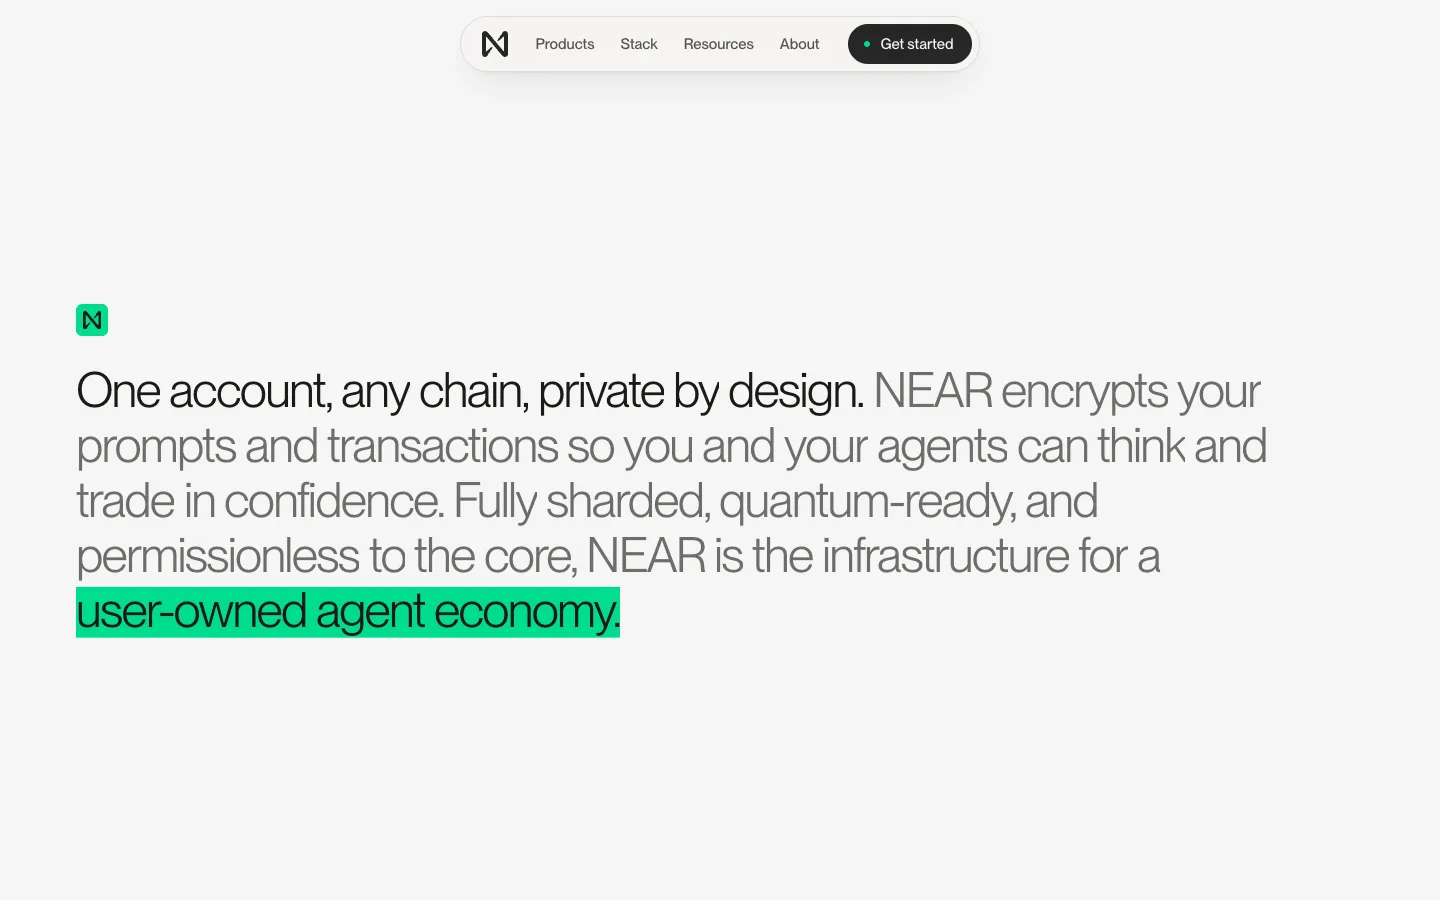 Products Stack Resources About Get started
One account, any chain, private by design. NEAR encrypts your
prompts and transactions so you and your agents can think and
trade in confidence. Fully sharded, quantum-ready, and
permissionless to the core, NEAR is the infrastructure for a
user-owned agent economy.